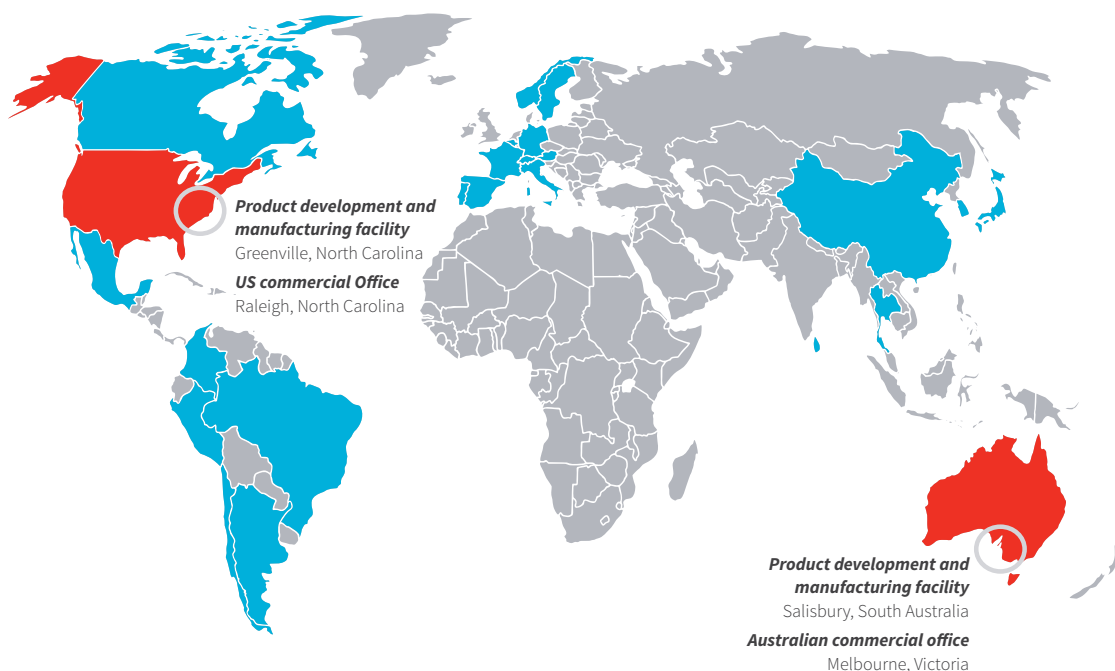 Product development and
manufacturing facility
Greenville, North Carolina
US commercial Office
Raleigh, North Carolina
Product development and
manufacturing facility
Salisbury, South Australia
Australian commercial office
Melbourne, Victoria